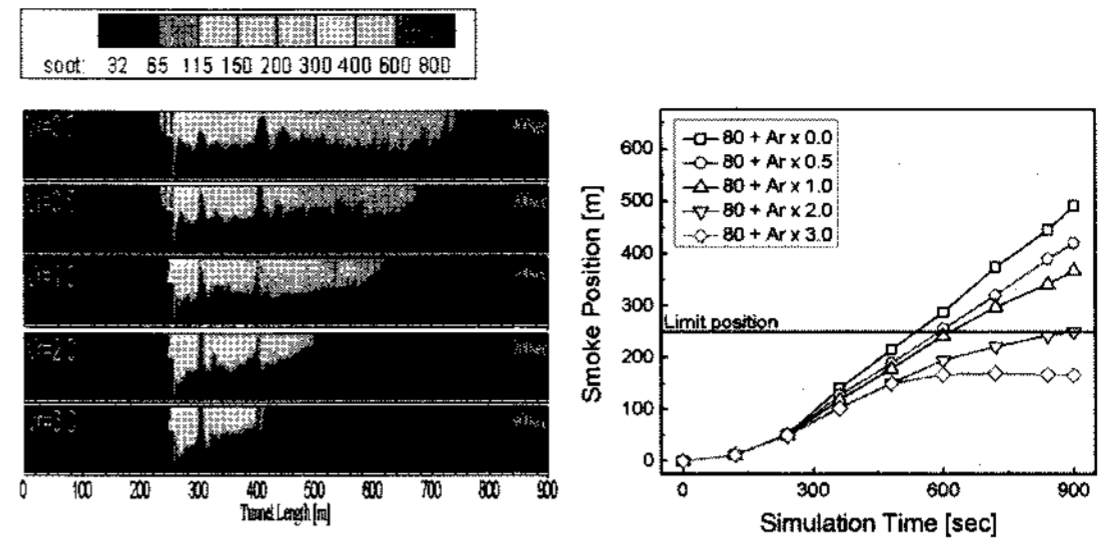 soot: 32 65 115 150 200 300 400 600 800
0 100 200 300 400 500 600 700 800 900
Tunnel Length [m]
80 + Ar x 0.0
80 + Ar x 0.5
80 + Ar x 1.0
80 + Ar x 2.0
80 + Ar x 3.0
600
500
400
300
Limit position
200
100
0
Smoke Position [m]
0 300 600 900
Simulation Time [sec]